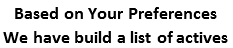 Based on Your Preferences
We have build a list of actives